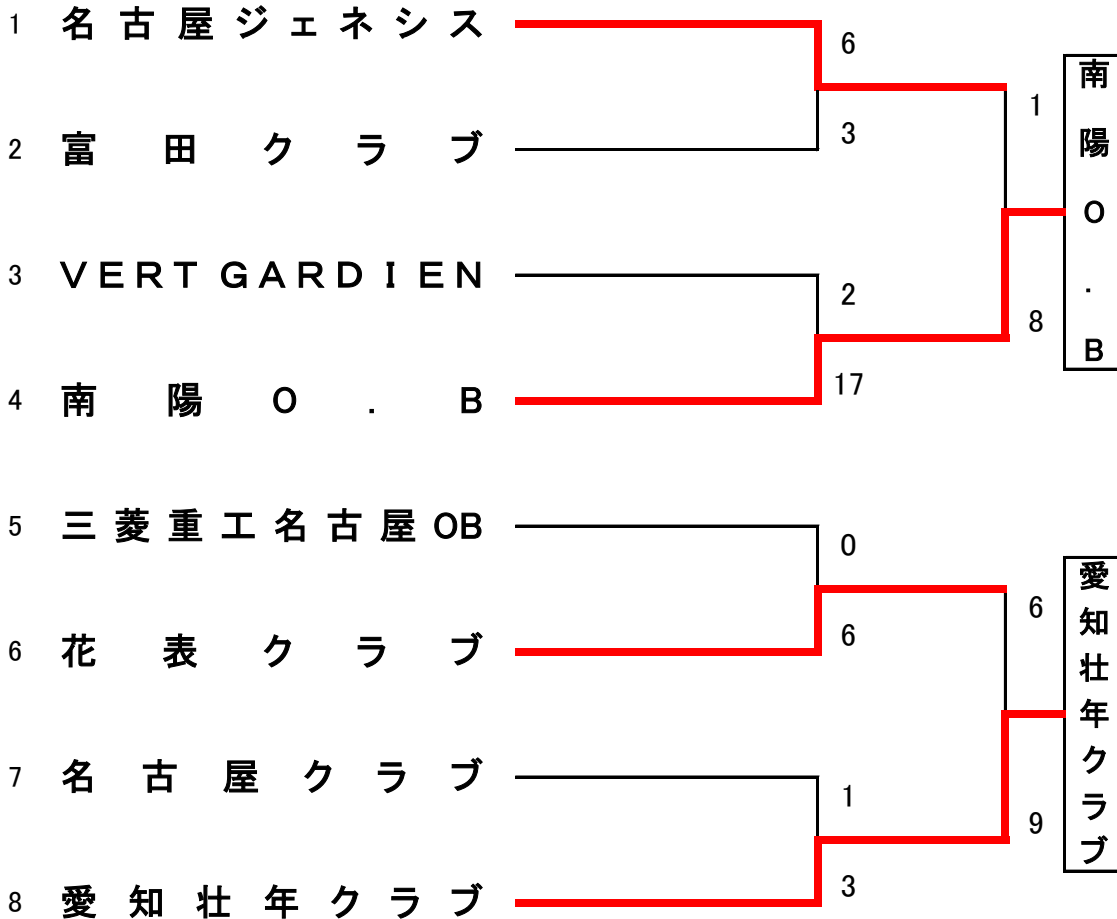 1 名古屋ジェネシス
6
2 富田クラブ
3
3 VERT GARDIEN
2
4 南陽O.B
17
1
8
南陽O.B
5 三菱重工名古屋OB
0
6 花表クラブ
6
7 名古屋クラブ
1
8 愛知壮年クラブ
3
6
9
愛知壮年クラブ